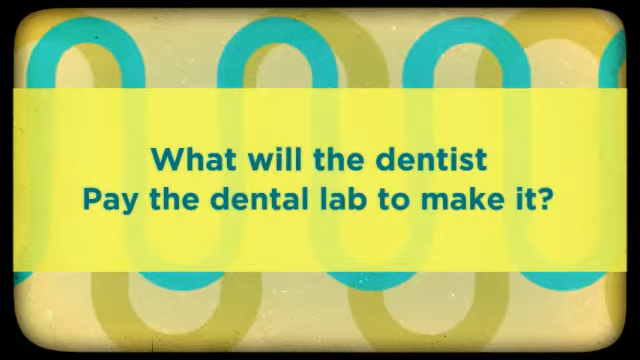 What will the dentist
Pay the dental lab to make it?